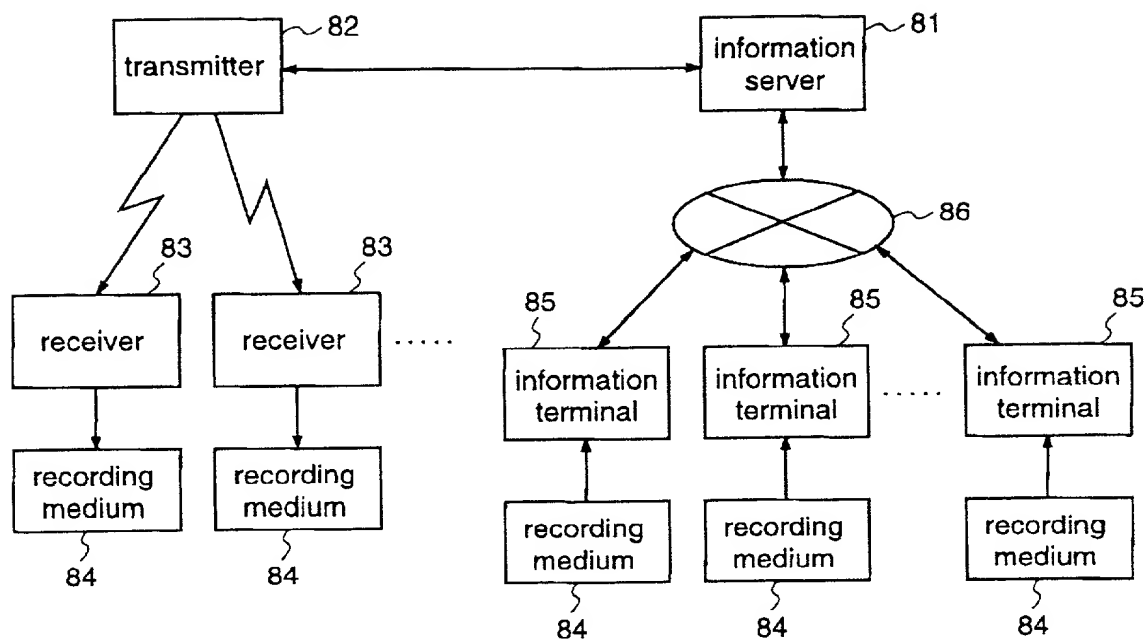 82
81
transmitter
information
server
86
83
83
85
85
85
receiver
receiver
.....
information
terminal
information
terminal
.....
information
terminal
recording
medium
recording
medium
recording
medium
recording
medium
recording
medium
84
84
84
84
84